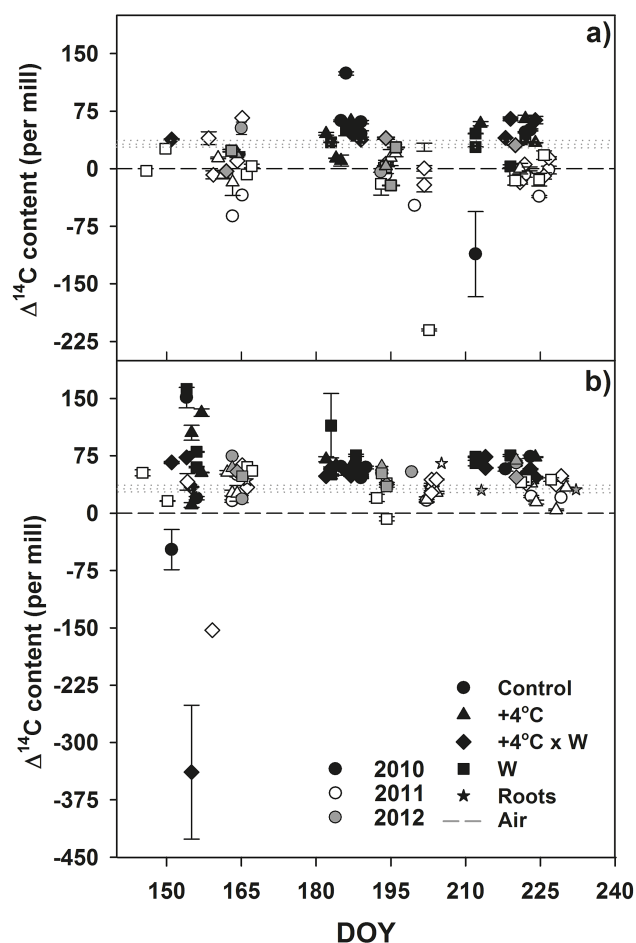 a)
150
75
0
-75
-150
-225
Δ¹⁴C content (per mill)
b)
150
75
0
-75
-150
-225
-300
-375
-450
Δ¹⁴C content (per mill)
2010
2011
2012
Control
+4°C
+4°C x W
W
Roots
Air
150 165 180 195 210 225 240
DOY